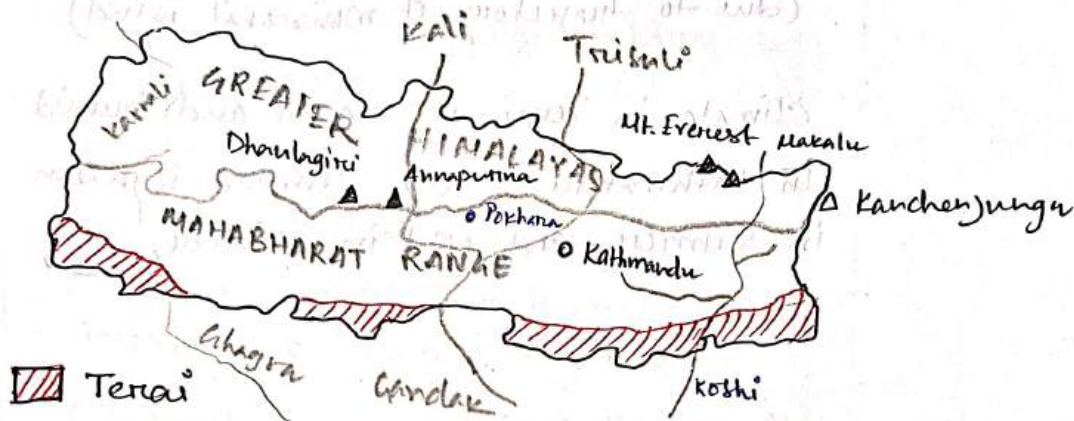 Kali
Trisuli
Karnali
GREATER
HIMALAYAS
Mt. Everest
Makalu
Dhaulagiri
Annapurna
Kanchenjunga
Pokhara
MAHABHARAT RANGE
Kathmandu
Ghagra
Gandak
Koshi
Terai